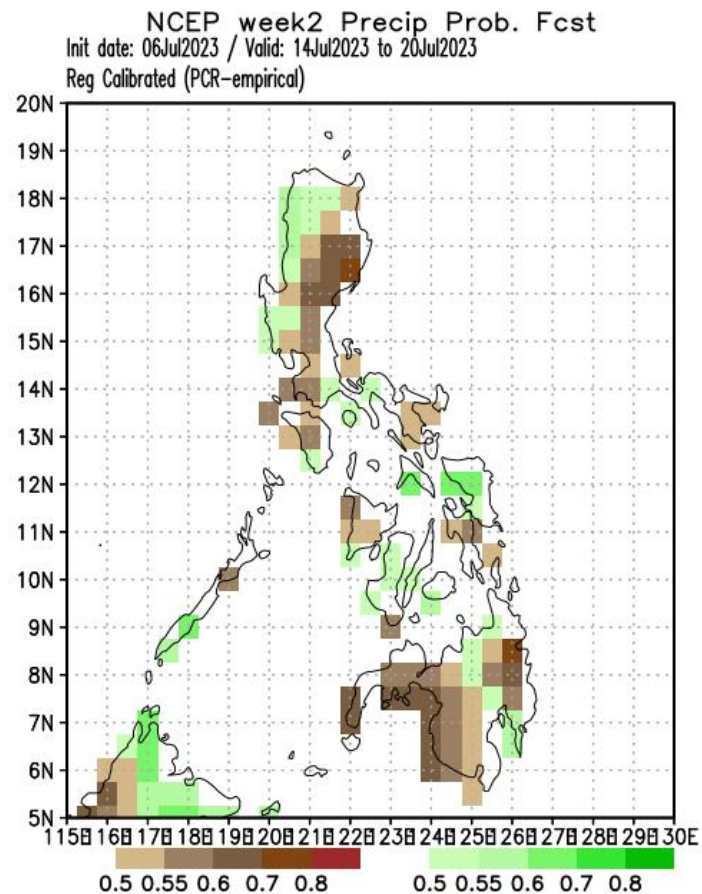 NCEP week2 Precip Prob. Fcst
Init date: 06Jul2023 / Valid: 14Jul2023 to 20Jul2023
Reg Calibrated (PCR-empirical)
20N
19N
18N
17N
16N
15N
14N
13N
12N
11N
10N
9N
8N
7N
6N
5N
115E 116E 117E 118E 119E 120E 121E 122E 123E 124E 125E 126E 127E 128E 129E 130E
0.5 0.55 0.6 0.7 0.8 0.5 0.55 0.6 0.7 0.8